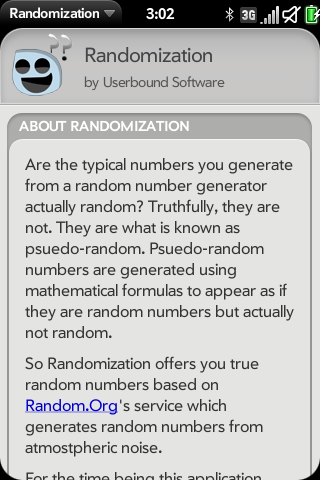 Randomization
3:02
3G
??
Randomization
by Userbound Software
ABOUT RANDOMIZATION
Are the typical numbers you generate
from a random number generator
actually random? Truthfully, they are
not. They are what is known as
psuedo-random. Psuedo-random
numbers are generated using
mathematical formulas to appear as if
they are random numbers but actually
not random.
So Randomization offers you true
random numbers based on
Random.Org's service which
generates random numbers from
atmostpheric noise.
For the time being this application